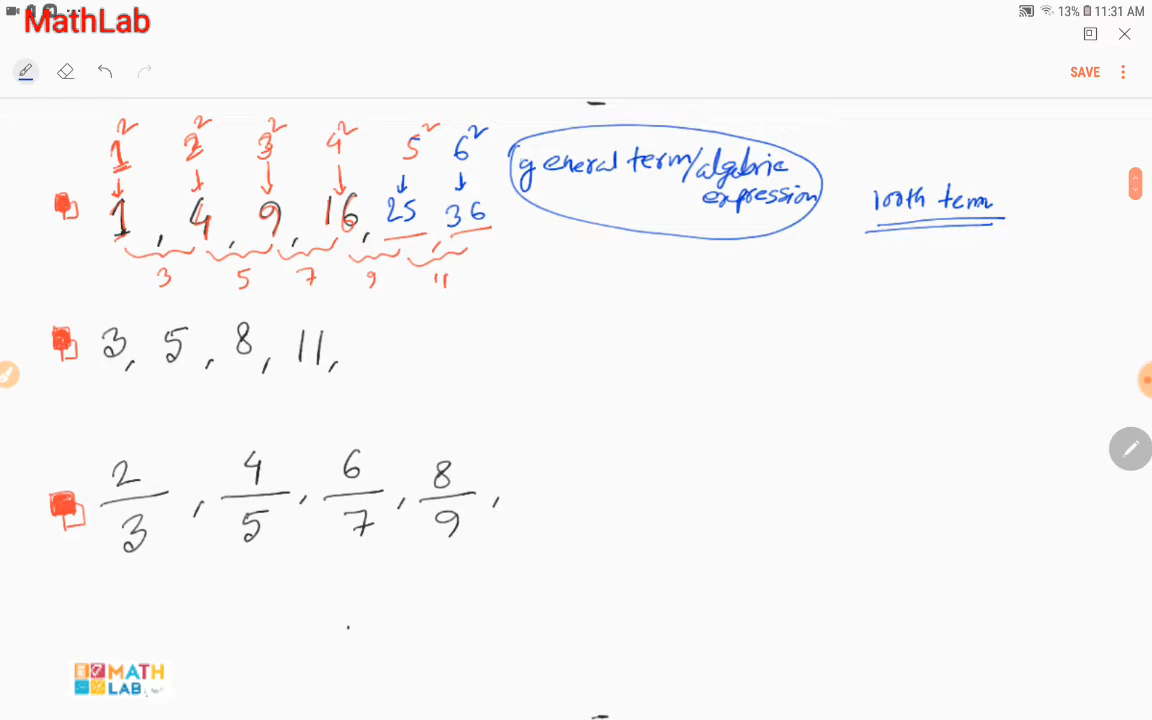 13% 11:31 AM
MathLab
SAVE
1² 2² 3² 4² 5² 6²
general term/algebric
expression
100th term
1, 4, 9, 16, 25, 36
3 5 7 9 11
3, 5, 8, 11,
2/3, 4/5, 6/7, 8/9,
MATH
LAB